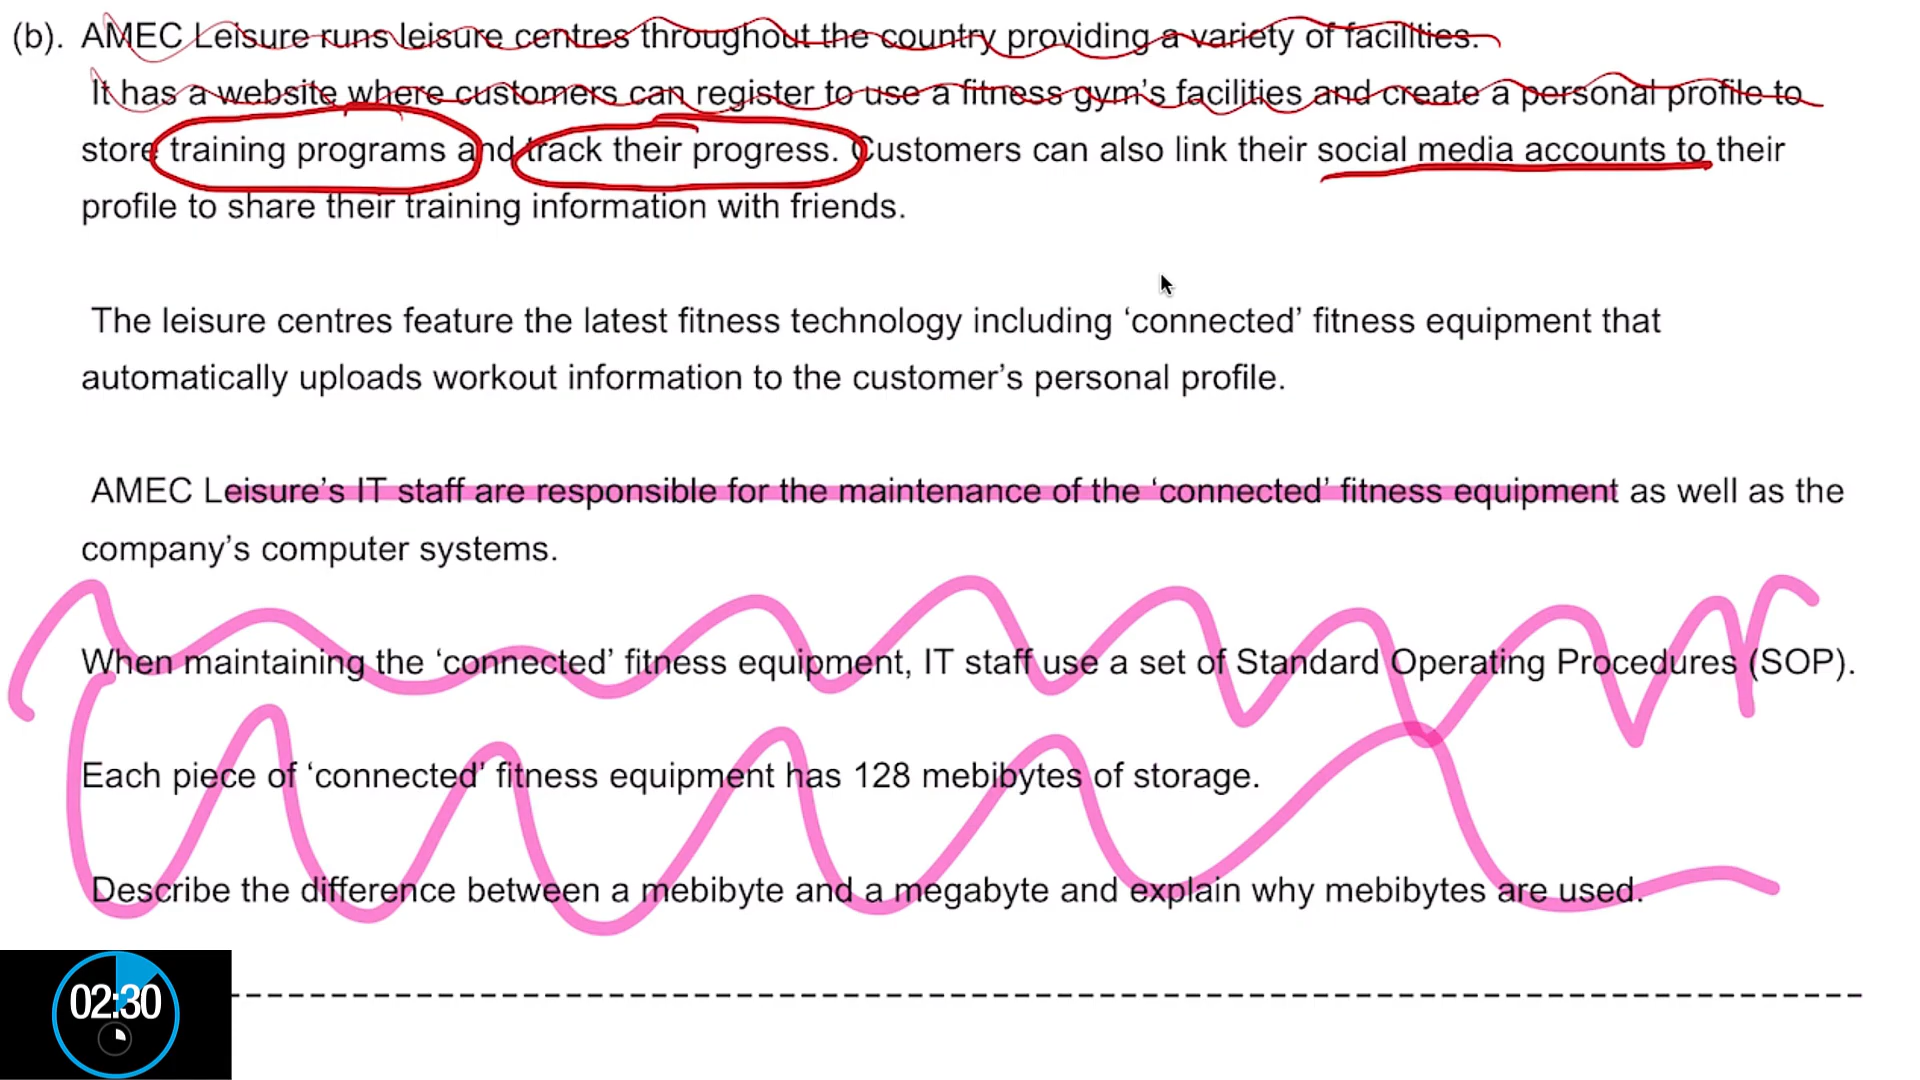 (b). AMEC Leisure runs leisure centres throughout the country providing a variety of facilities.
It has a website where customers can register to use a fitness gym's facilities and create a personal profile to
store training programs and track their progress. Customers can also link their social media accounts to their
profile to share their training information with friends.
The leisure centres feature the latest fitness technology including ‘connected’ fitness equipment that
automatically uploads workout information to the customer’s personal profile.
AMEC Leisure’s IT staff are responsible for the maintenance of the ‘connected’ fitness equipment as well as the
company’s computer systems.
When maintaining the ‘connected’ fitness equipment, IT staff use a set of Standard Operating Procedures (SOP).
Each piece of ‘connected’ fitness equipment has 128 mebibytes of storage.
Describe the difference between a mebibyte and a megabyte and explain why mebibytes are used.
02:30